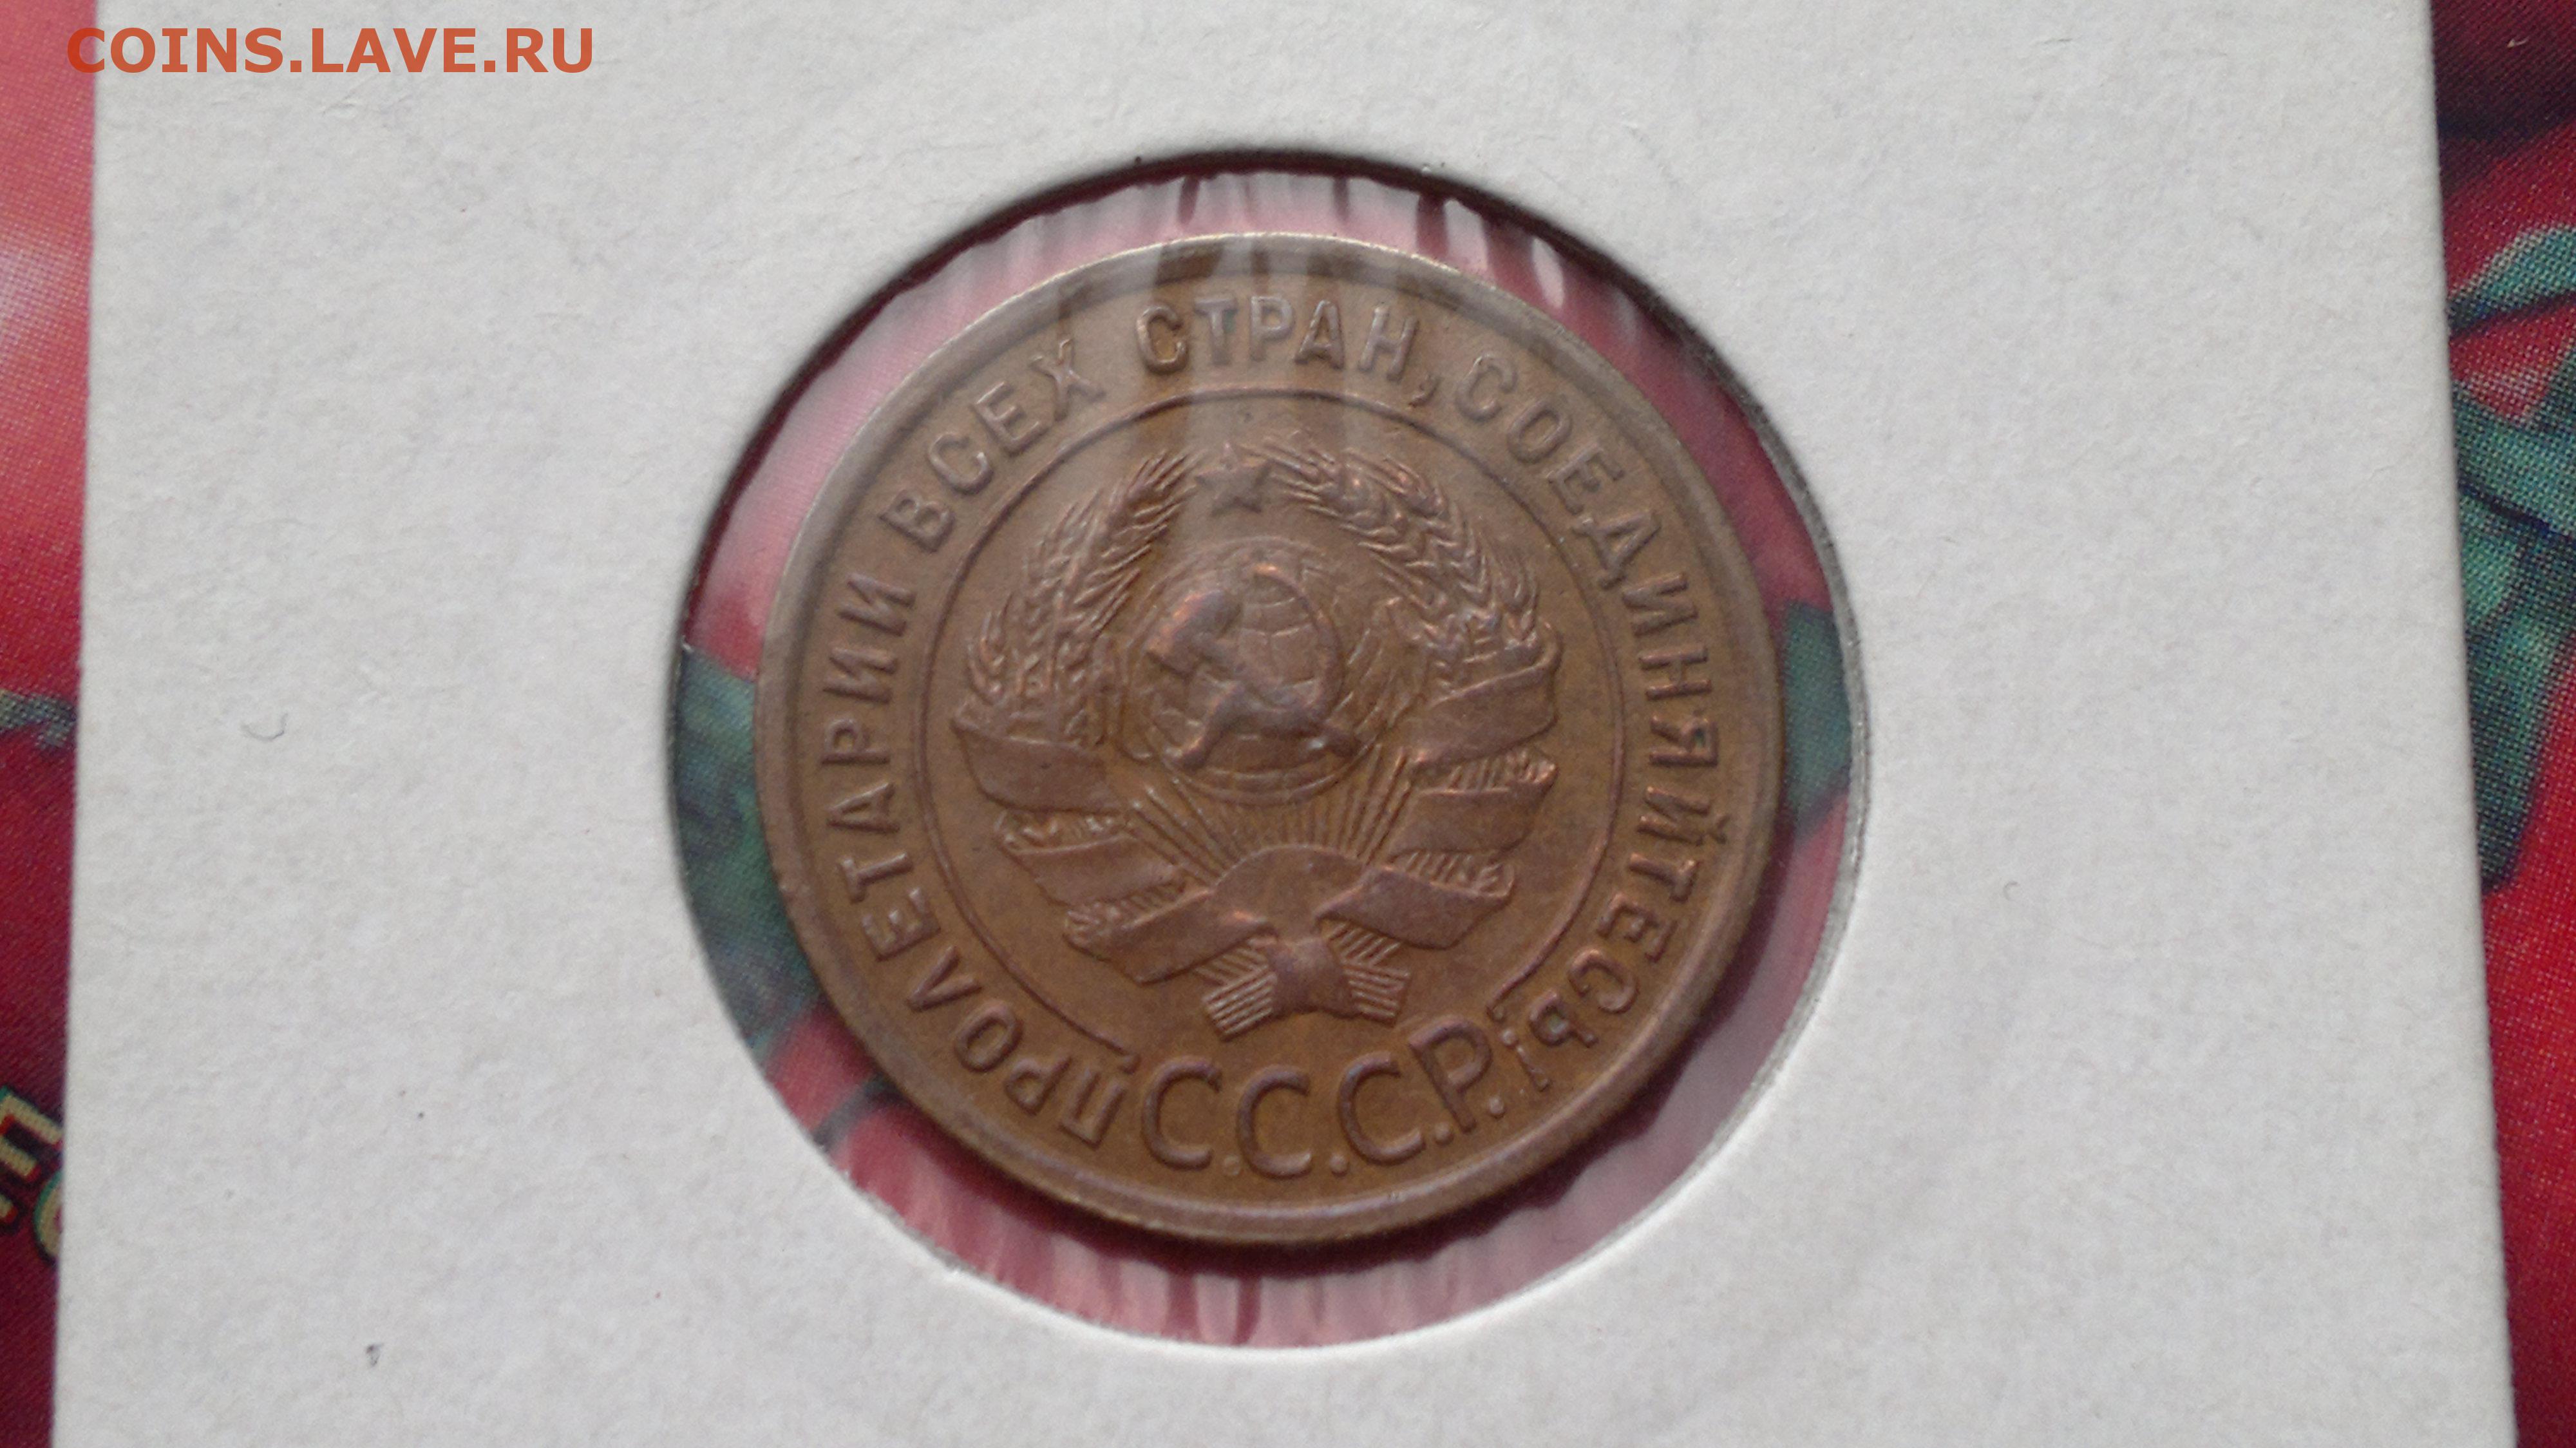 COINS.LAVE.RU
ПРОЛЕТАРИИ ВСЕХ СТРАН, СОЕДИНЯЙТЕСЬ!
С.С.С.Р.